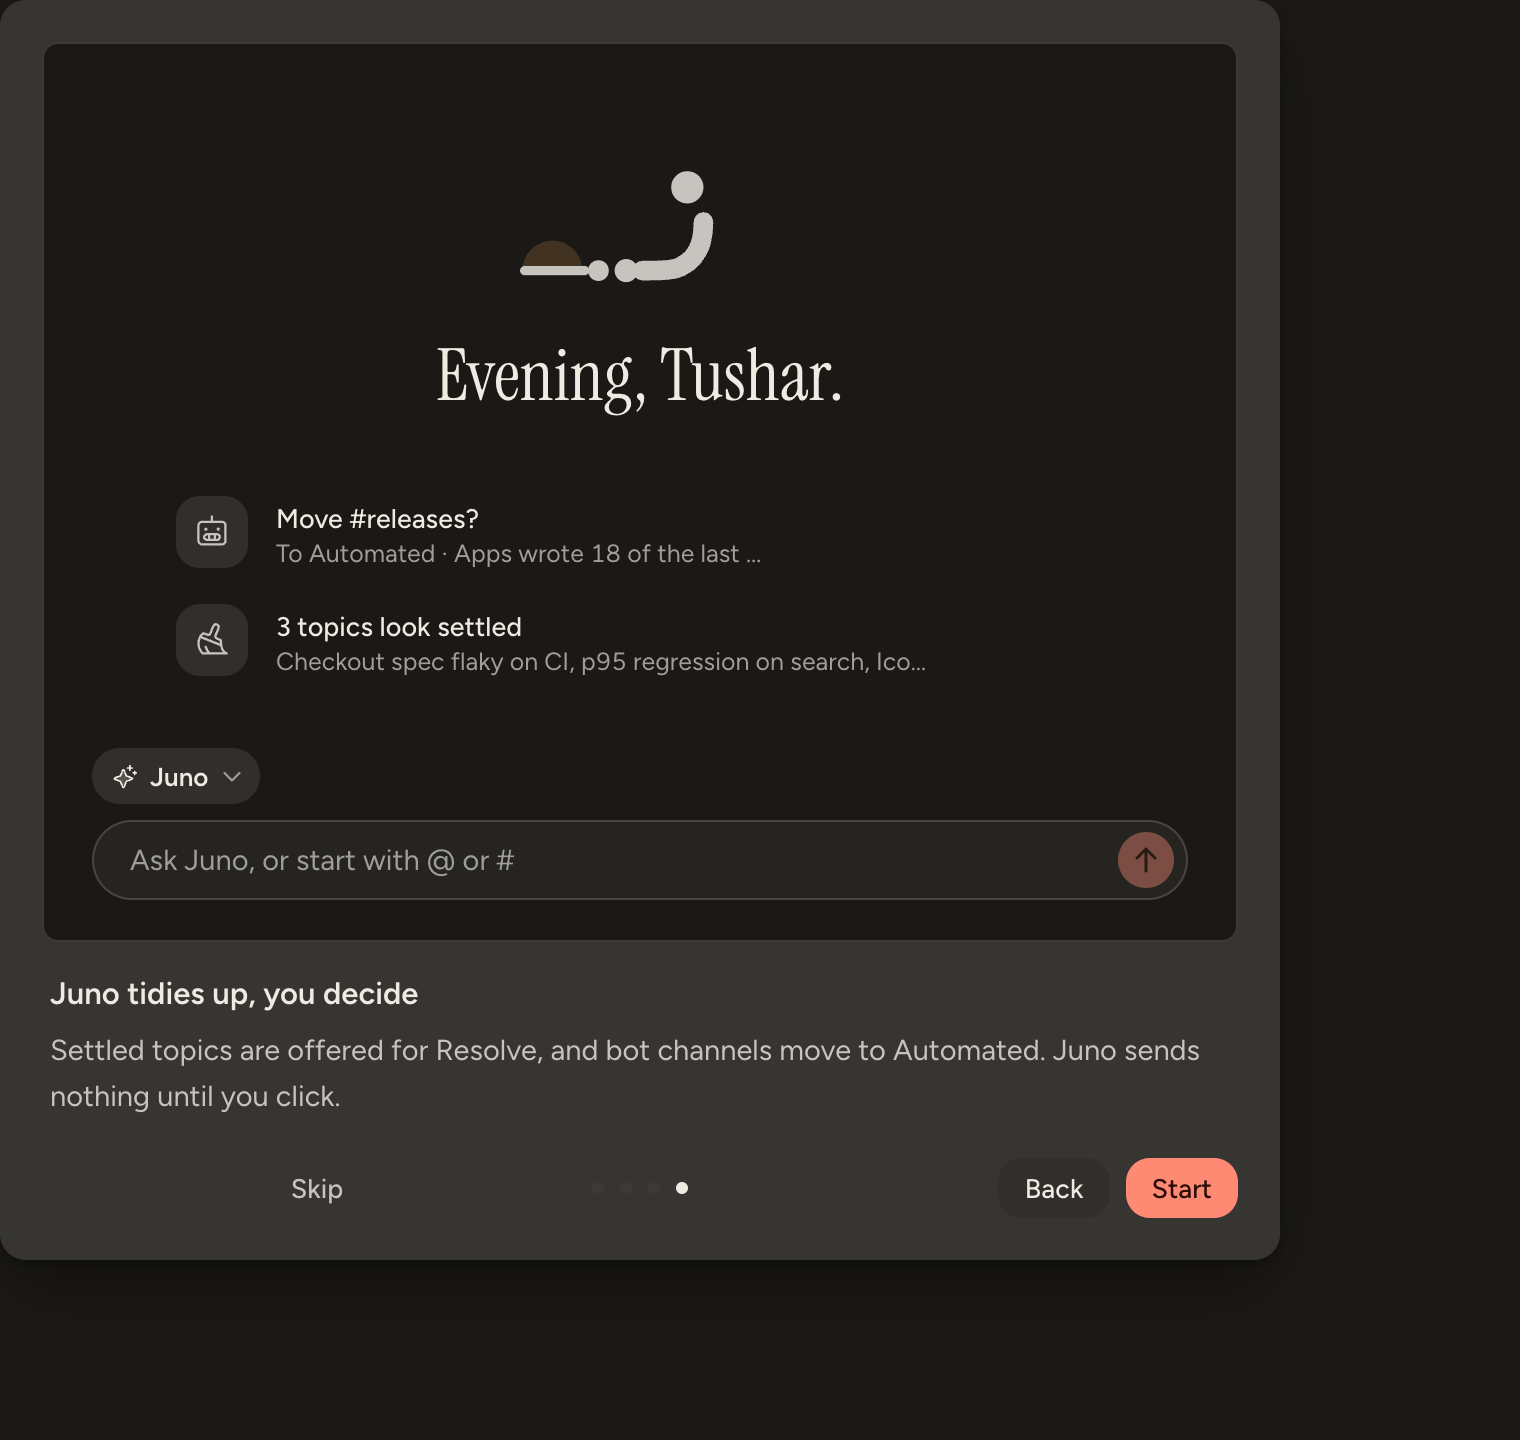 Evening, Tushar.
Move #releases?
To Automated · Apps wrote 18 of the last ...
3 topics look settled
Checkout spec flaky on CI, p95 regression on search, Ico...
Juno
Ask Juno, or start with @ or #
Juno tidies up, you decide
Settled topics are offered for Resolve, and bot channels move to Automated. Juno sends
nothing until you click.
Skip
Back
Start